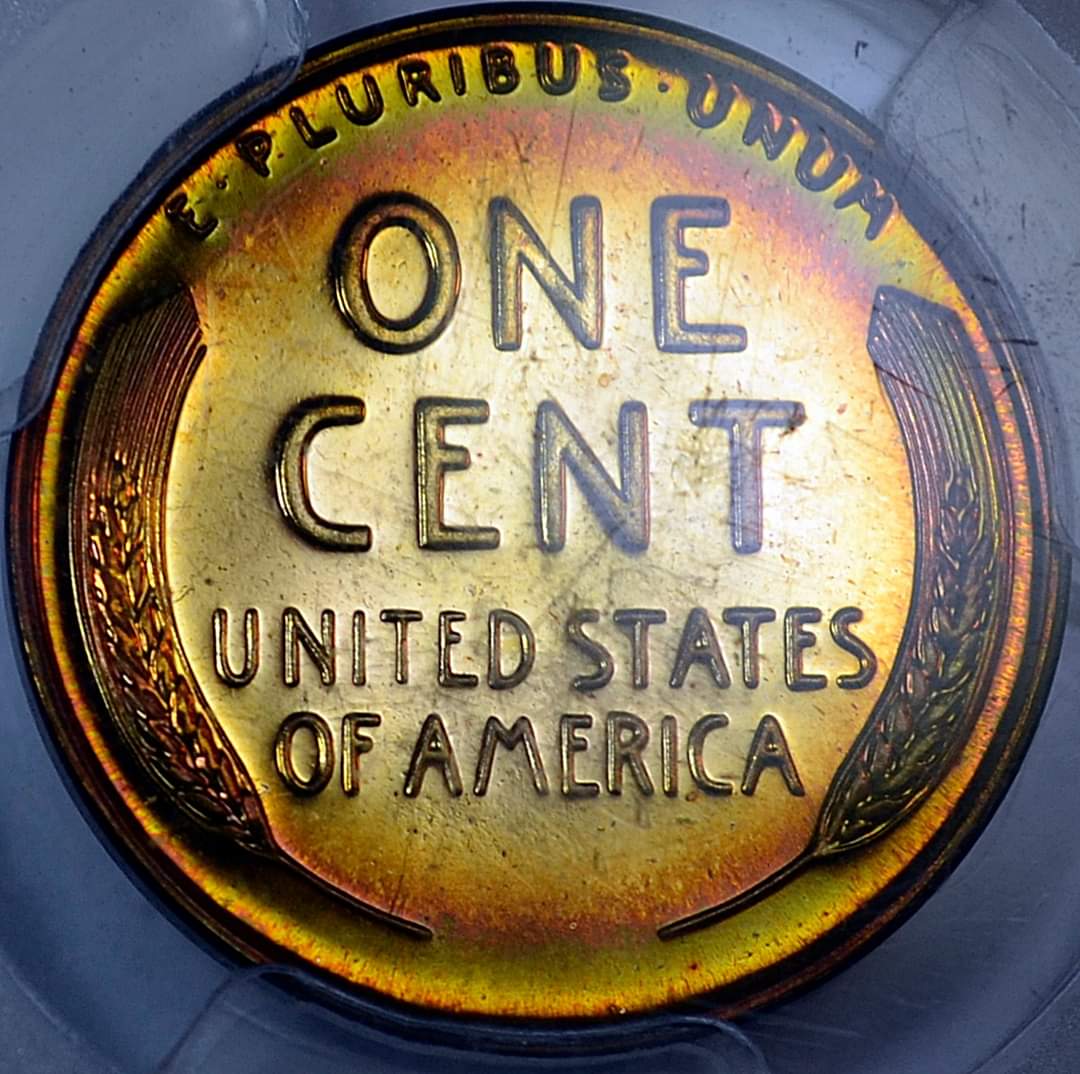 E·PLURIBUS·UNUM
ONE
CENT
UNITED STATES
OF AMERICA